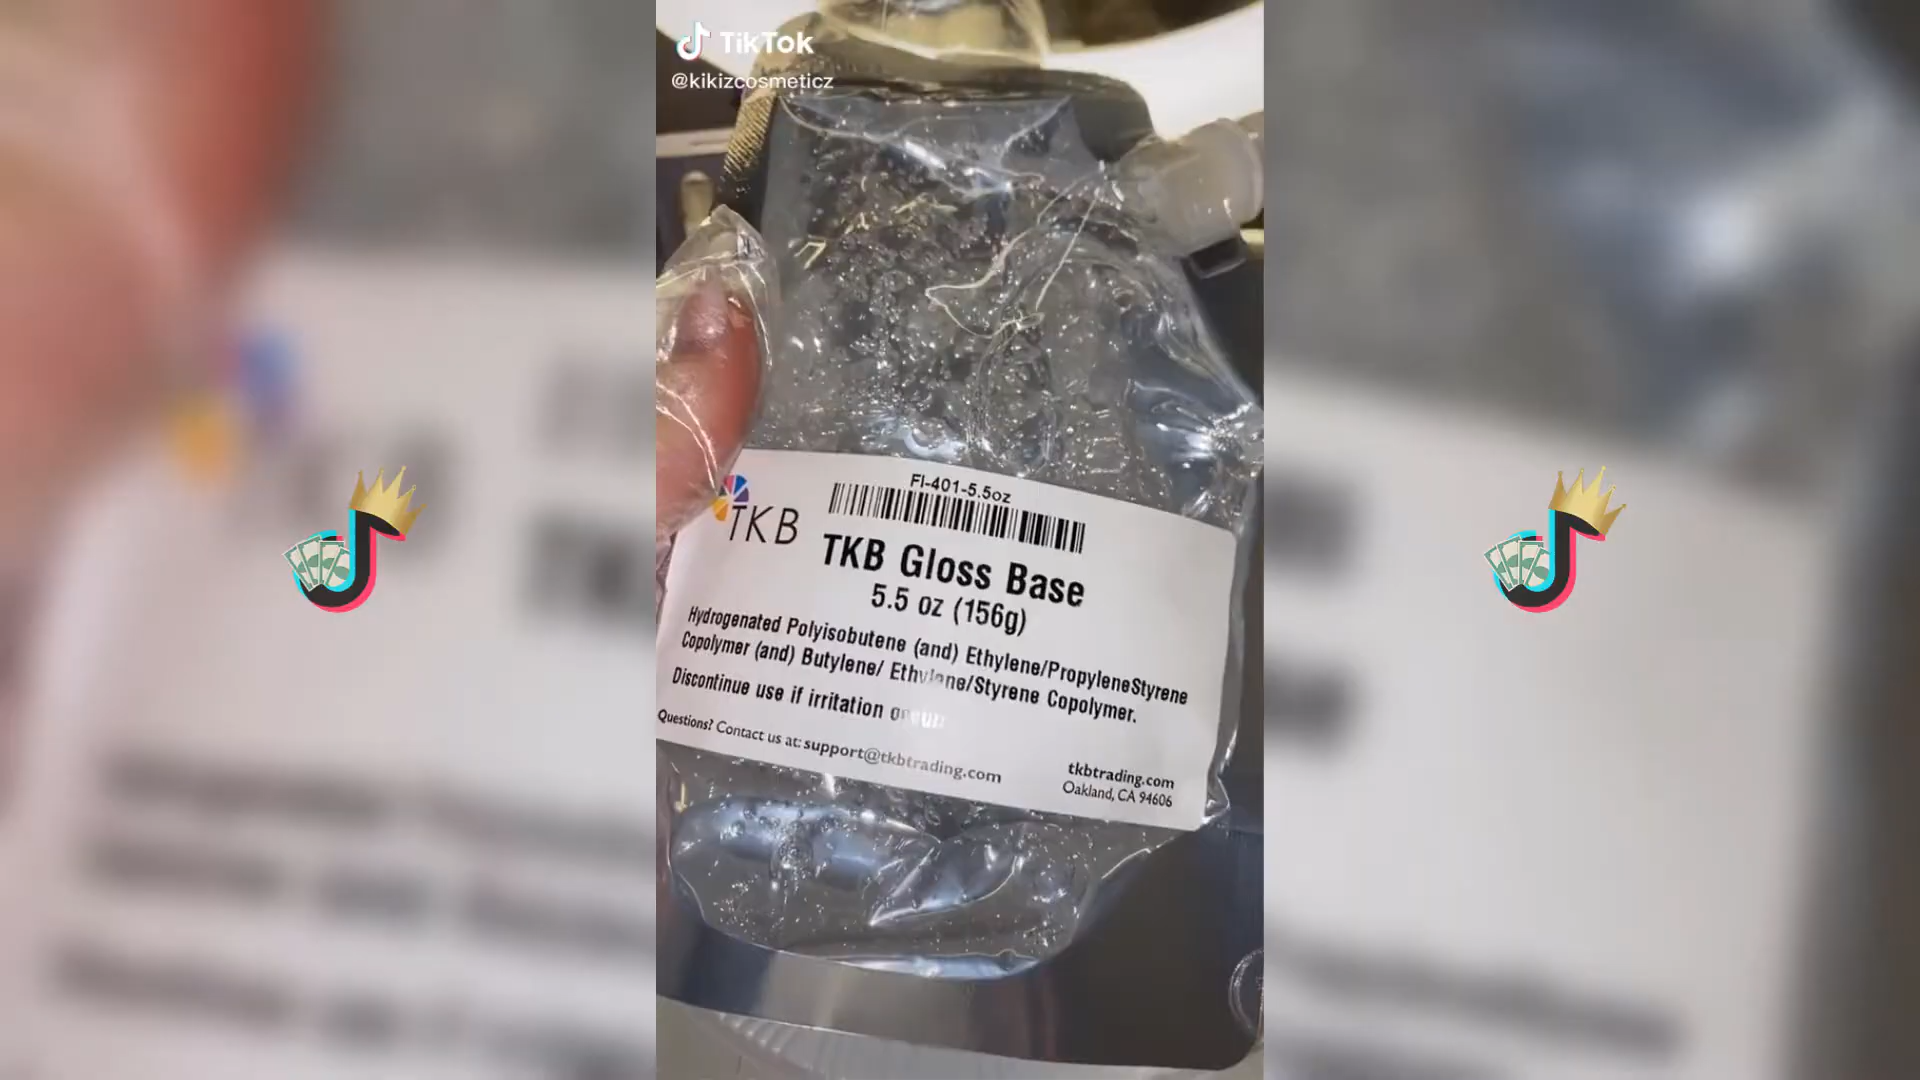 TikTok
@kikizcosmeticz
FI-401-5.5oz
TKB
TKB Gloss Base
5.5 oz (156g)
Hydrogenated Polyisobutene (and) Ethylene/PropyleneStyrene
Copolymer (and) Butylene/ Ethylene/Styrene Copolymer.
Discontinue use if irritation occurs
Questions? Contact us at: support@tkbtrading.com
tkbtrading.com
Oakland, CA 94606